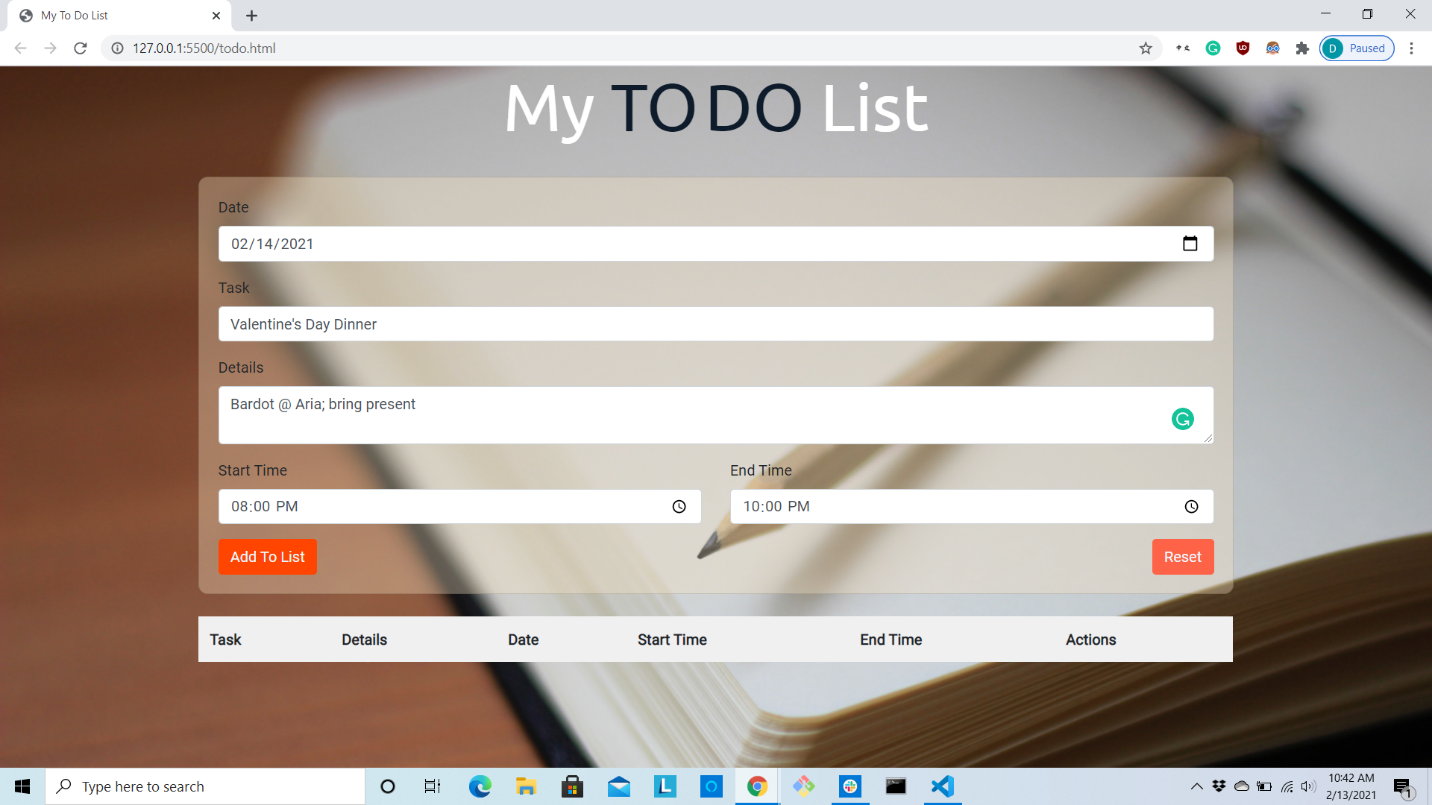 My To Do List
127.0.0.1:5500/todo.html
D Paused
My TO DO List
Date
02/14/2021
Task
Valentine's Day Dinner
Details
Bardot @ Aria; bring present
Start Time End Time
08:00 PM 10:00 PM
Add To List Reset
Task Details Date Start Time End Time Actions
Type here to search
L
10:42 AM
2/13/2021
1